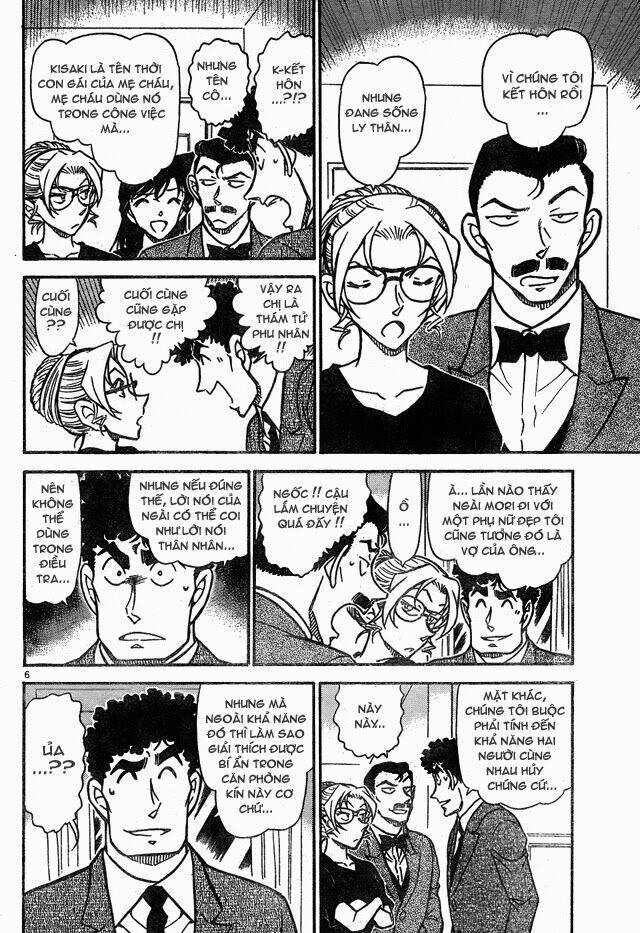 VÌ CHÚNG TÔI
KẾT HÔN RỒI
...
NHƯNG
ĐANG SỐNG
LY THÂN...
K-KẾT
HÔN
...?!?
NHƯNG
TÊN
CÔ...
KISAKI LÀ TÊN THỜI
CON GÁI CỦA MẸ CHÁU,
MẸ CHÁU DÙNG NÓ
TRONG CÔNG VIỆC
MÀ...
VẬY RA
CHỊ LÀ
THÁM TỬ
PHU NHÂN
!!
CUỐI CÙNG
CŨNG GẶP
ĐƯỢC CHỊ
!!
CUỐI
CÙNG
??
À... LẦN NÀO THẤY
NGÀI MORI ĐI VỚI
MỘT PHỤ NỮ ĐẸP TÔI
CŨNG TƯỞNG ĐÓ LÀ
VỢ CỦA ÔNG...
Ồ
...
NGỐC !! CẬU
LẮM CHUYỆN
QUÁ ĐẤY !!
NHƯNG NẾU ĐÚNG
THẾ, LỜI NÓI CỦA
NGÀI CÓ THỂ COI
NHƯ LỜI NÓI
THÂN NHÂN...
NÊN
KHÔNG
THỂ
DÙNG
TRONG
ĐIỀU
TRA...
6
MẶT KHÁC,
CHÚNG TÔI BUỘC
PHẢI TÍNH ĐẾN
KHẢ NĂNG HAI
NGƯỜI CÙNG
NHAU HỦY
CHỨNG CỨ...
NÀY
NÀY..
NHƯNG MÀ
NGOÀI KHẢ NĂNG
ĐÓ THÌ LÀM SAO
GIẢI THÍCH ĐƯỢC
BÍ ẨN TRONG
CĂN PHÒNG
KÍN NÀY CƠ
CHỨ...
ỦA
...??